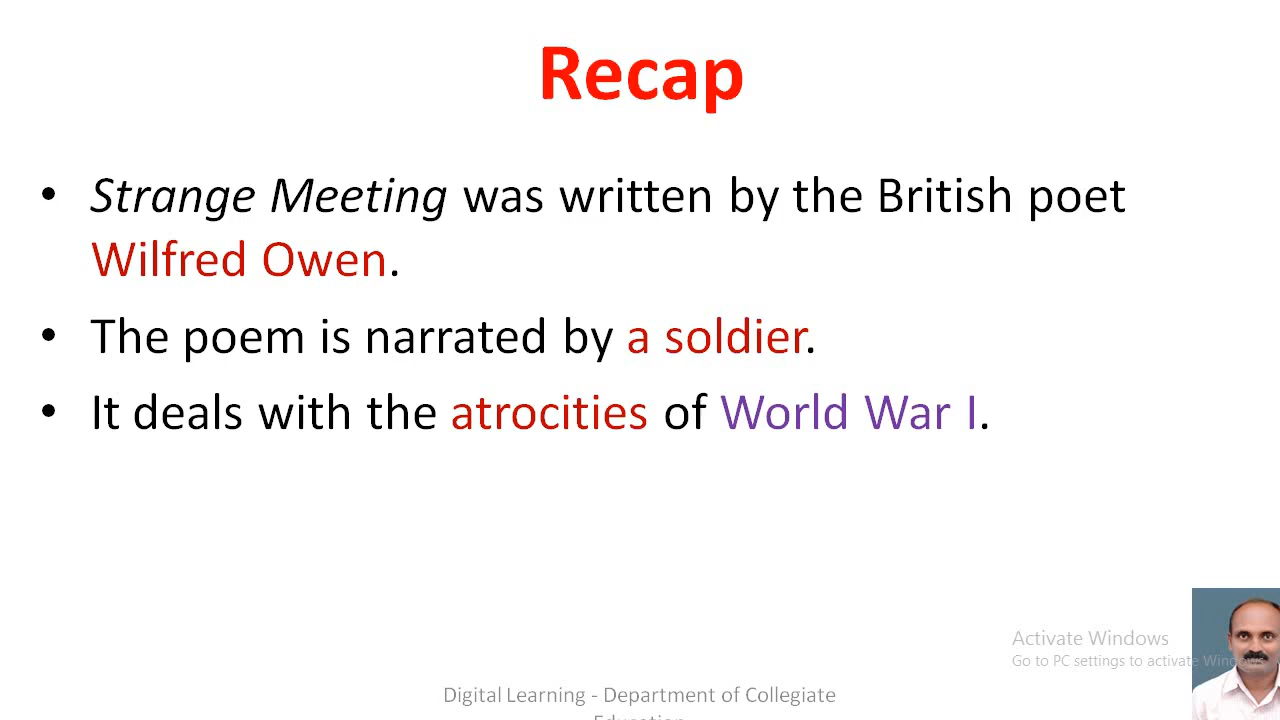 Recap
• Strange Meeting was written by the British poet
Wilfred Owen.
• The poem is narrated by a soldier.
• It deals with the atrocities of World War I.
Activate Windows
Go to PC settings to activate Windows.
Digital Learning - Department of Collegiate
Education